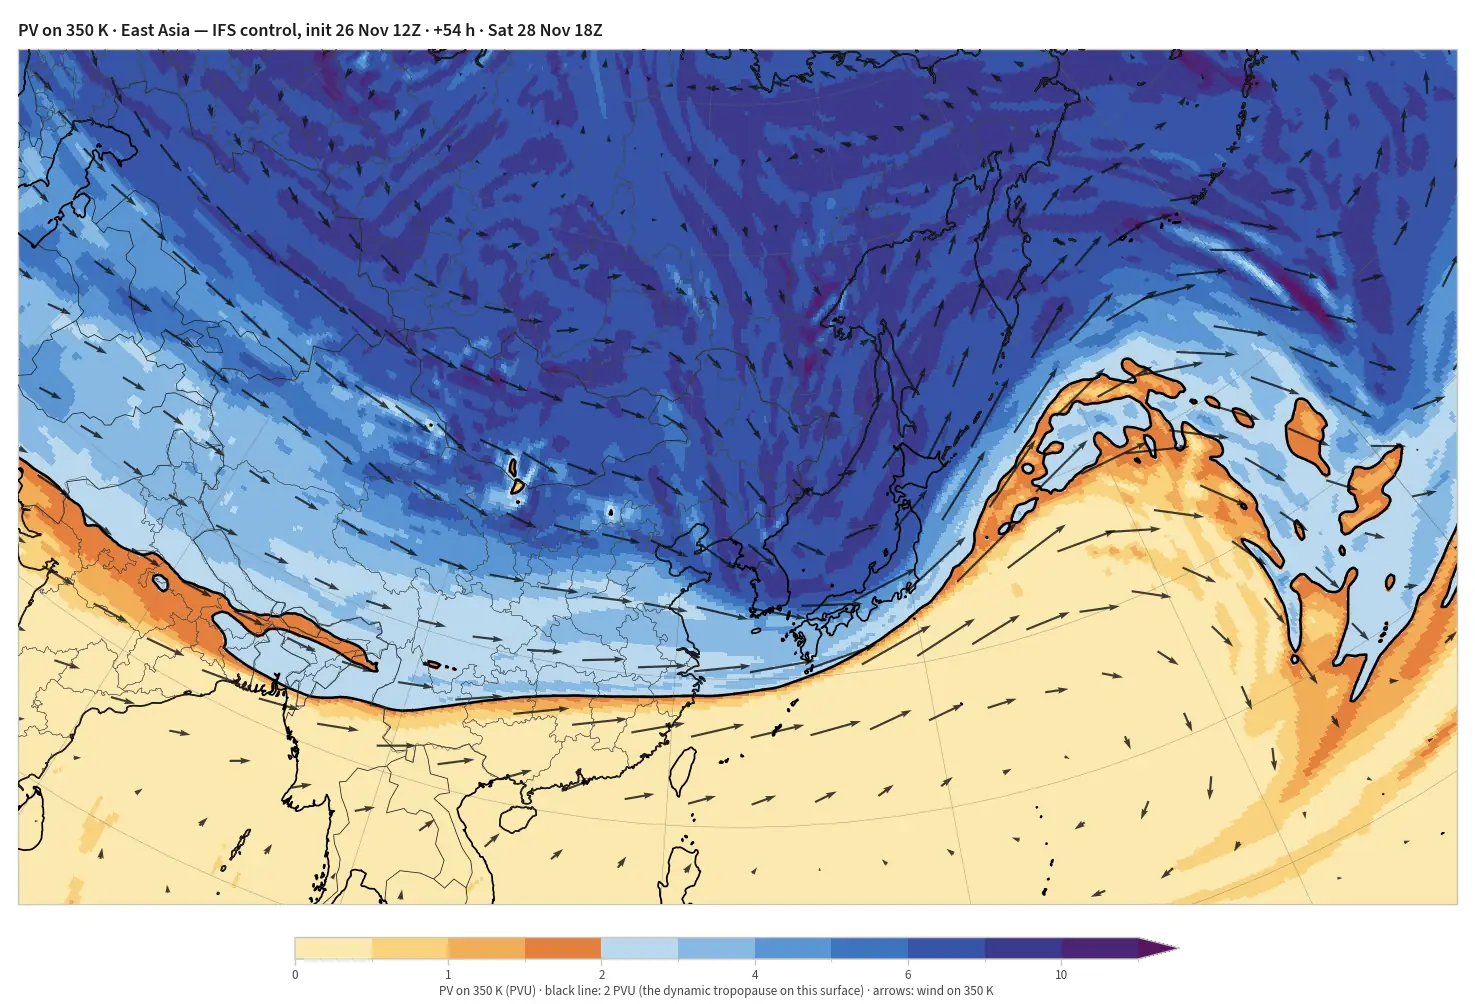 PV on 350 K · East Asia — IFS control, init 26 Nov 12Z · +54 h · Sat 28 Nov 18Z
0 1 2 4 6 10
PV on 350 K (PVU) · black line: 2 PVU (the dynamic tropopause on this surface) · arrows: wind on 350 K